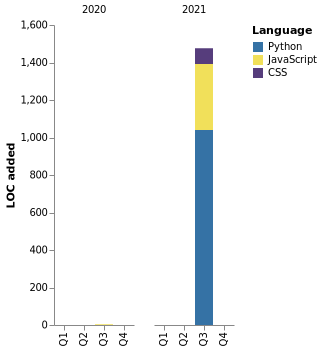 2020 2021
Language
Python
JavaScript
CSS
LOC added
1,600
1,400
1,200
1,000
800
600
400
200
0
Q1 Q2 Q3 Q4 Q1 Q2 Q3 Q4